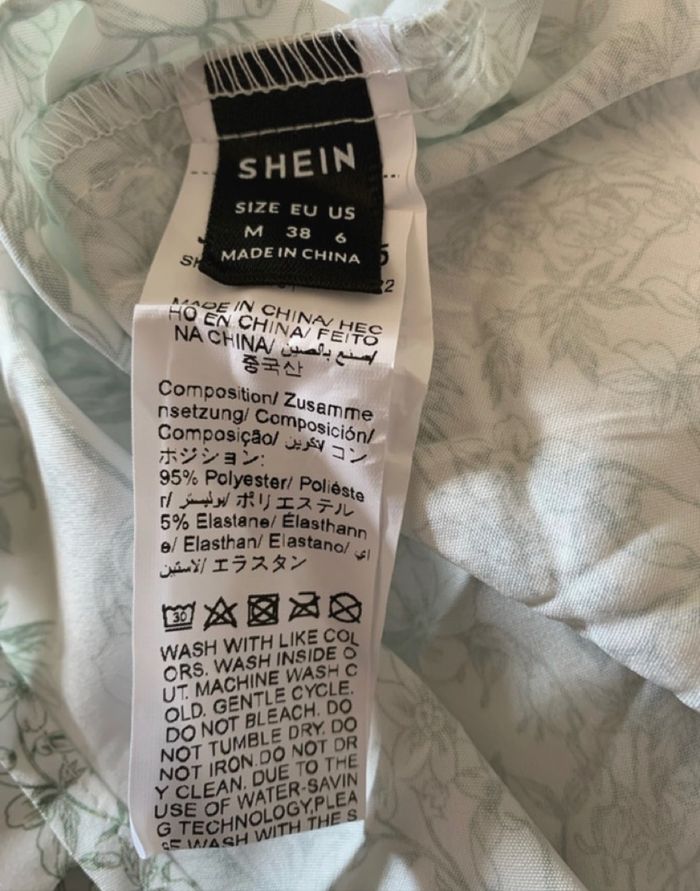 SHEIN
SIZE EU US
M 38 6
MADE IN CHINA
MADE IN CHINA/ HEC
HO EN CHINA/ FEITO
NA CHINA/ صنع بالصين/
중국산
Composition/ Zusamme
nsetzung/ Composición/
Composição/ التكوين/ コン
ポジション:
95% Polyester/ Poliéste
r/ بوليستر/ ポリエステル
5% Elastane/ Élasthann
e/ Elasthan/ Elastano/ اي
لاستين/ エラスタン
30
WASH WITH LIKE COL
ORS. WASH INSIDE O
UT. MACHINE WASH C
OLD. GENTLE CYCLE.
DO NOT BLEACH. DO
NOT TUMBLE DRY. DO
NOT IRON.DO NOT DR
Y CLEAN. DUE TO THE
USE OF WATER-SAVIN
G TECHNOLOGY,PLEA
SE WASH WITH THE S